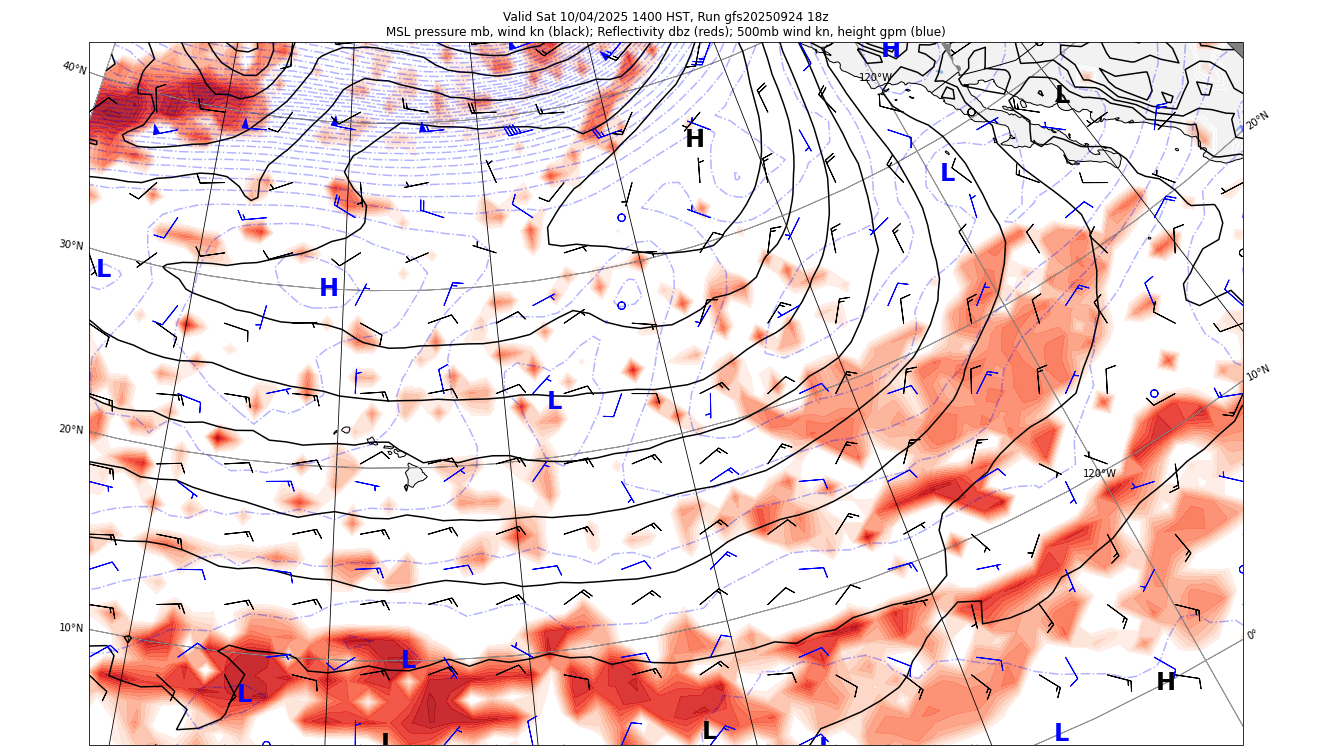 Valid Sat 10/04/2025 1400 HST, Run gfs20250924 18z
MSL pressure mb, wind kn (black); Reflectivity dbz (reds); 500mb wind kn, height gpm (blue)
H
40°N
120°W
L
20°N
H
L
30°N
L
H
10°N
L
20°N
120°W
10°N
0°
L
H
L
L
L
L
L